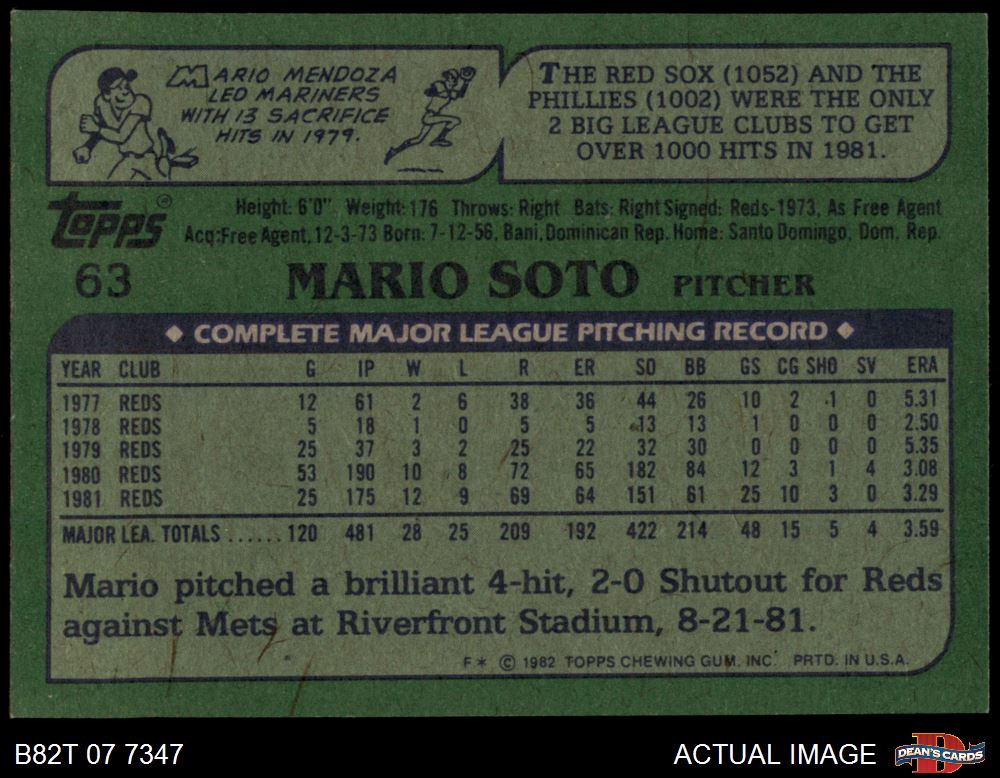 MARIO MENDOZA
LED MARINERS
WITH 13 SACRIFICE
HITS IN 1979.
THE RED SOX (1052) AND THE
PHILLIES (1002) WERE THE ONLY
2 BIG LEAGUE CLUBS TO GET
OVER 1000 HITS IN 1981.
Topps®
Height: 6'0" Weight: 176 Throws: Right Bats: Right Signed: Reds-1973, As Free Agent
Acq: Free Agent, 12-3-73 Born: 7-12-56, Bani, Dominican Rep. Home: Santo Domingo, Dom. Rep.
63 MARIO SOTO PITCHER
◆ COMPLETE MAJOR LEAGUE PITCHING RECORD ◆
YEAR CLUB G IP W L R ER SO BB GS CG SHO SV ERA
1977 REDS 12 61 2 6 38 36 44 26 10 2 1 0 5.31
1978 REDS 5 18 1 0 5 5 13 13 1 0 0 0 2.50
1979 REDS 25 37 3 2 25 22 32 30 0 0 0 0 5.35
1980 REDS 53 190 10 8 72 65 182 84 12 3 1 4 3.08
1981 REDS 25 175 12 9 69 64 151 61 25 10 3 0 3.29
MAJOR LEA. TOTALS ...... 120 481 28 25 209 192 422 214 48 15 5 4 3.59
Mario pitched a brilliant 4-hit, 2-0 Shutout for Reds
against Mets at Riverfront Stadium, 8-21-81.
F* © 1982 TOPPS CHEWING GUM. INC. PRTD. IN U.S.A.
B82T 07 7347 ACTUAL IMAGE DEAN'S CARDS